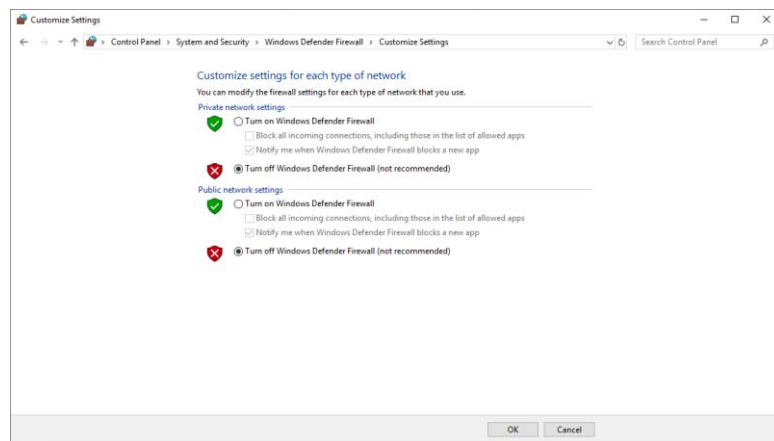 Customize Settings
Control Panel > System and Security > Windows Defender Firewall > Customize Settings
Search Control Panel
Customize settings for each type of network
You can modify the firewall settings for each type of network that you use.
Private network settings
Turn on Windows Defender Firewall
Block all incoming connections, including those in the list of allowed apps
Notify me when Windows Defender Firewall blocks a new app
Turn off Windows Defender Firewall (not recommended)
Public network settings
Turn on Windows Defender Firewall
Block all incoming connections, including those in the list of allowed apps
Notify me when Windows Defender Firewall blocks a new app
Turn off Windows Defender Firewall (not recommended)
OK Cancel